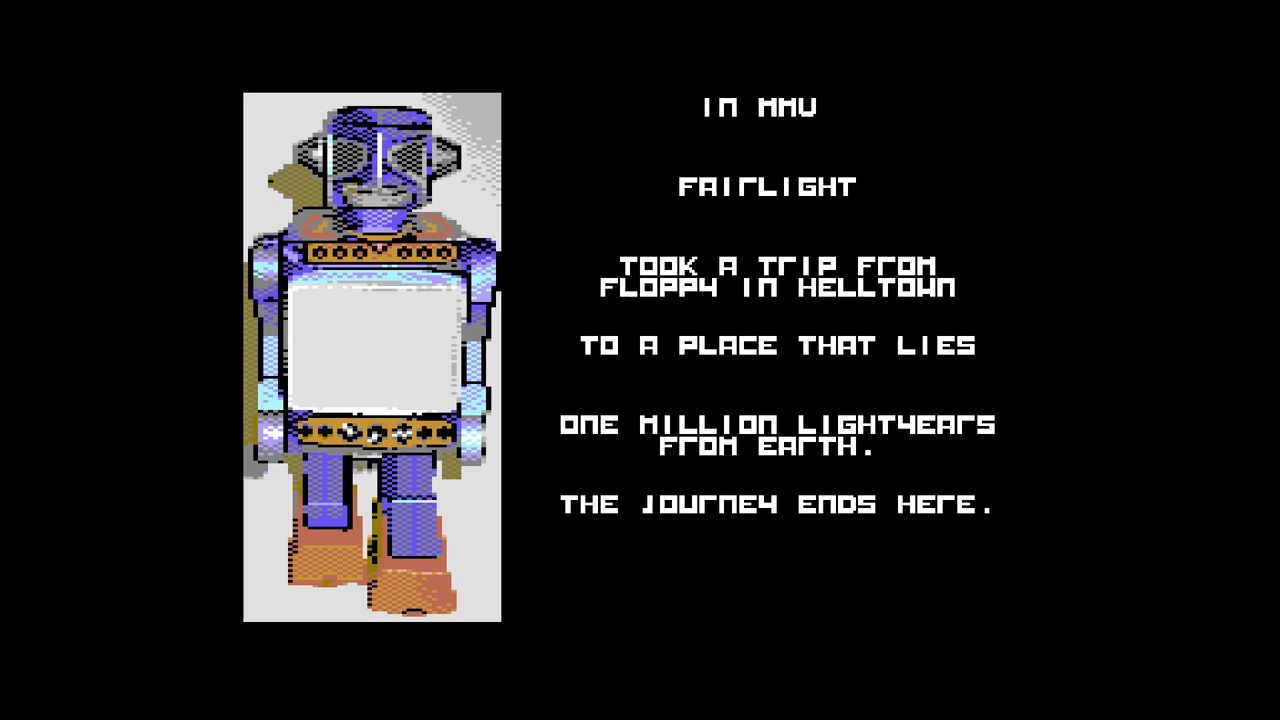 IN MMV
FAIRLIGHT
TOOK A TRIP FROM
FLOPPY IN HELLTOWN
TO A PLACE THAT LIES
ONE MILLION LIGHTYEARS
FROM EARTH.
THE JOURNEY ENDS HERE.